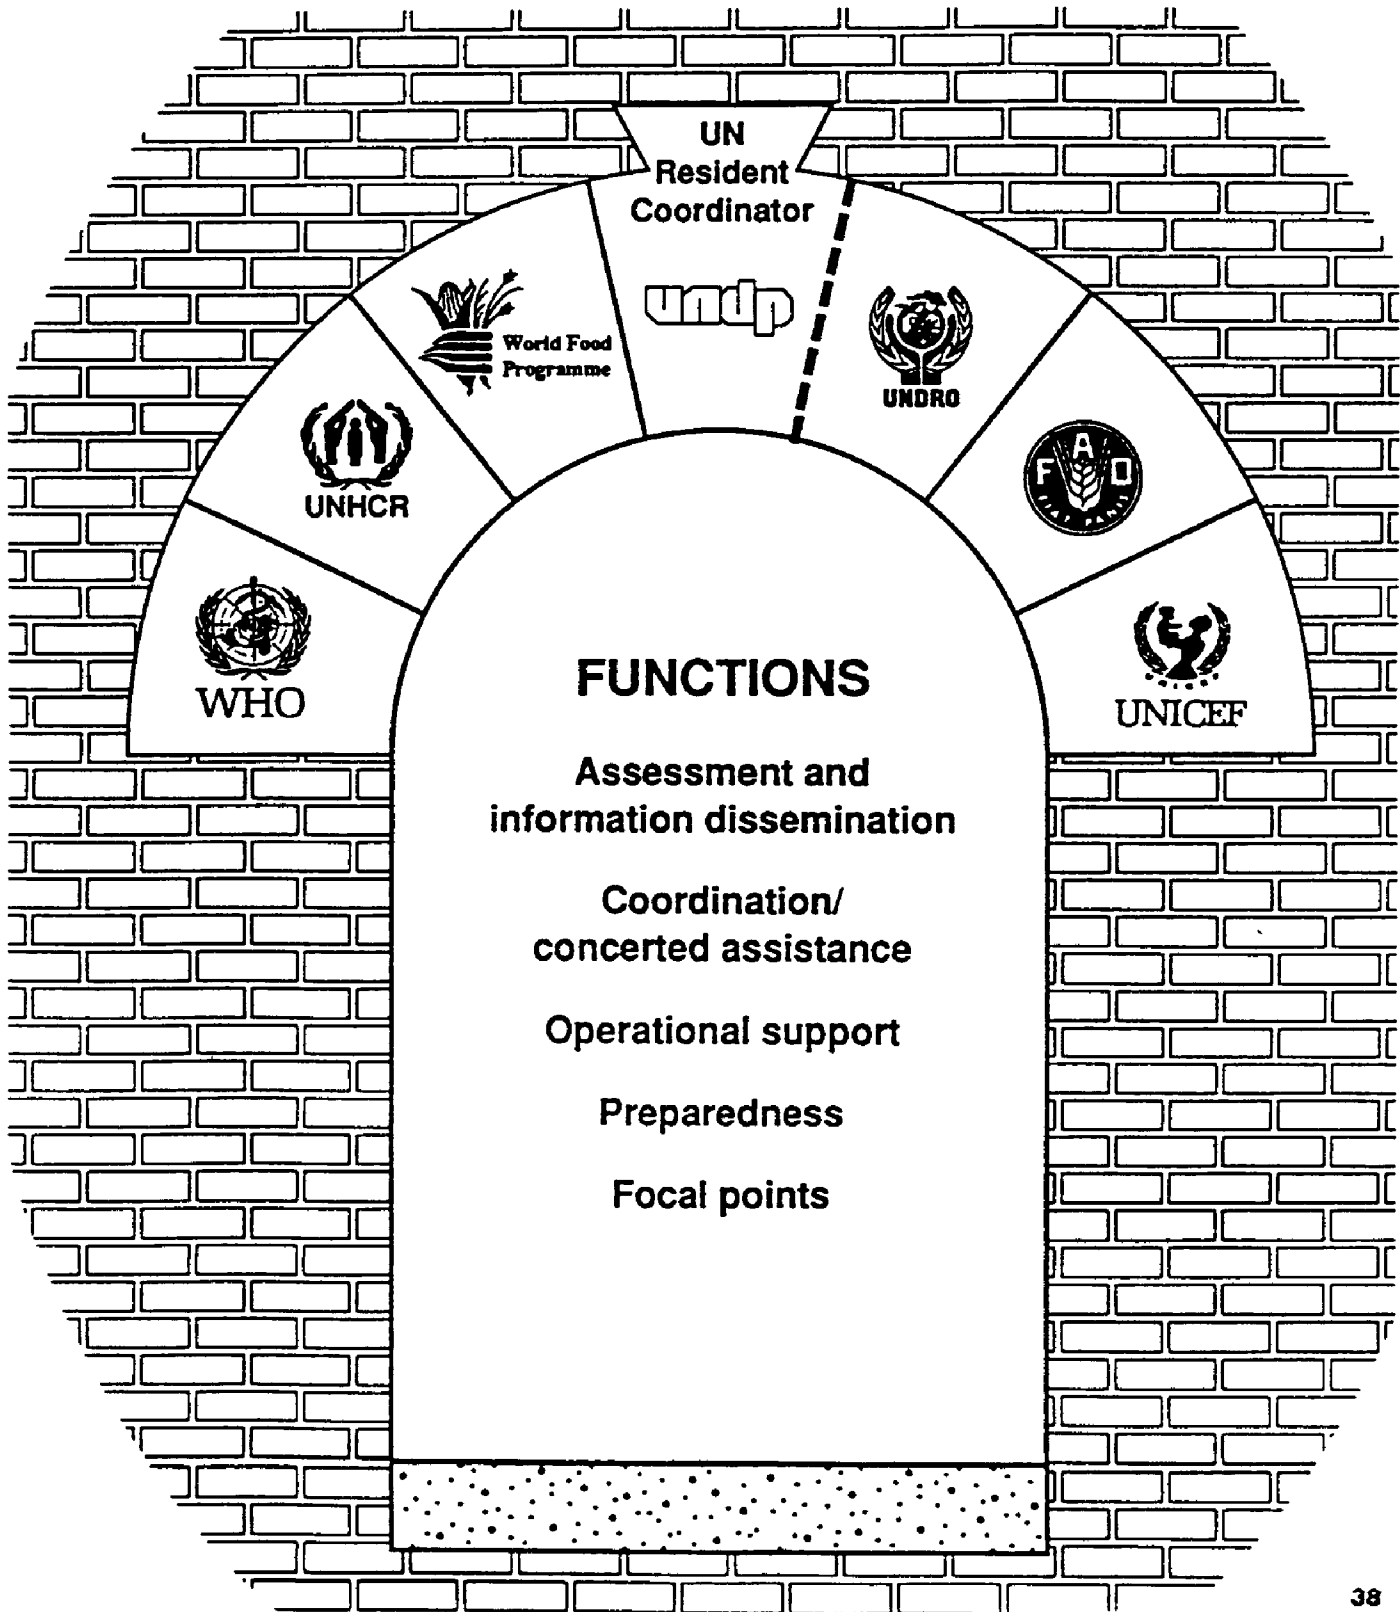 UN
Resident
Coordinator
undp
World Food
Programme
UNDRO
UNHCR
F A O
WHO
UNICEF
FUNCTIONS
Assessment and
information dissemination
Coordination/
concerted assistance
Operational support
Preparedness
Focal points
38